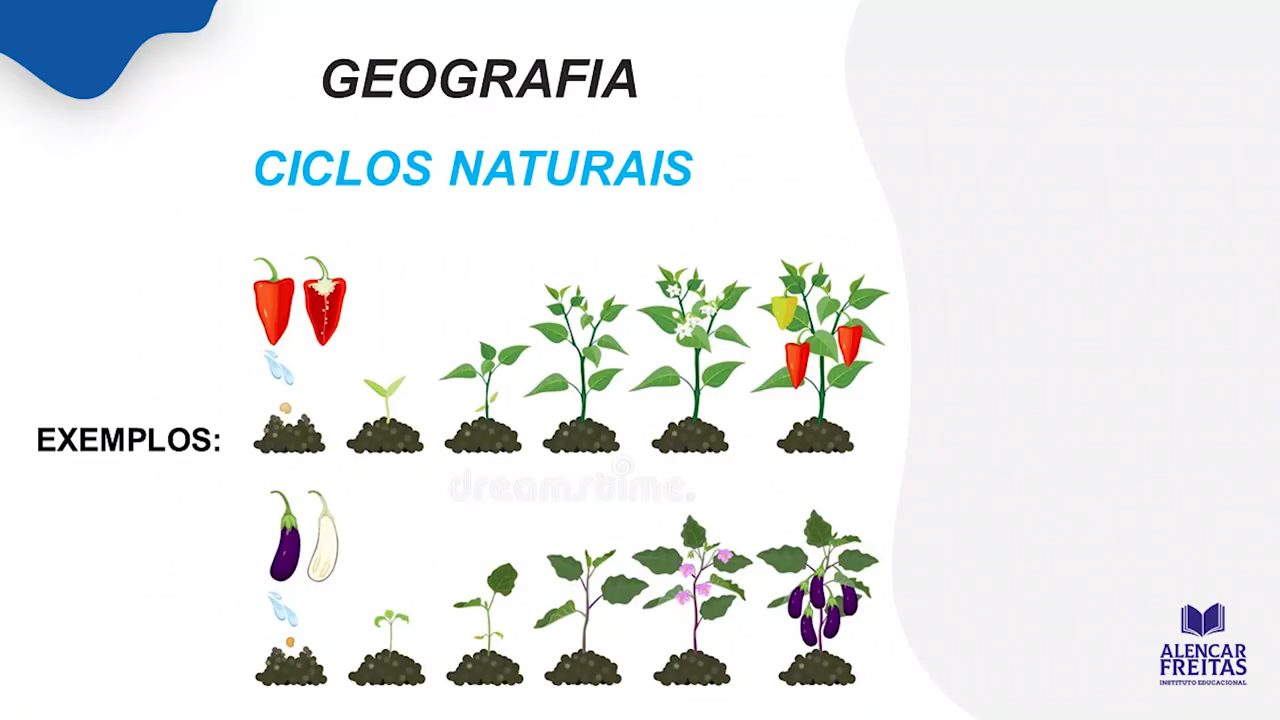 GEOGRAFIA
CICLOS NATURAIS
EXEMPLOS:
dreamstime.
ALENCAR
FREITAS
INSTITUTO EDUCACIONAL